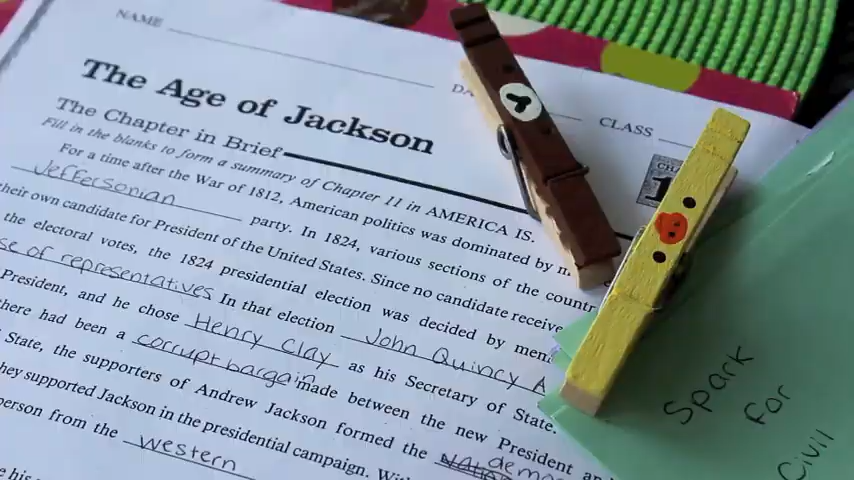 NAME
DA
CLASS
The Age of Jackson
The Chapter in Brief
Fill in the blanks to form a summary of Chapter 11 in AMERICA IS.
For a time after the War of 1812, American politics was dominated by
Jeffersonian party. In 1824, various sections of the countr
their own candidate for President of the United States. Since no candidate receive
the electoral votes, the 1824 presidential election was decided by mem
se of representatives In that election John Quincy A
President, and he chose Henry Clay as his Secretary of State.
here had been a corrupt bargain made between the new President an
State, the supporters of Andrew Jackson formed the democ
hey supported Jackson in the presidential campaign. With
person from the western
he his
Spark
for
Civil